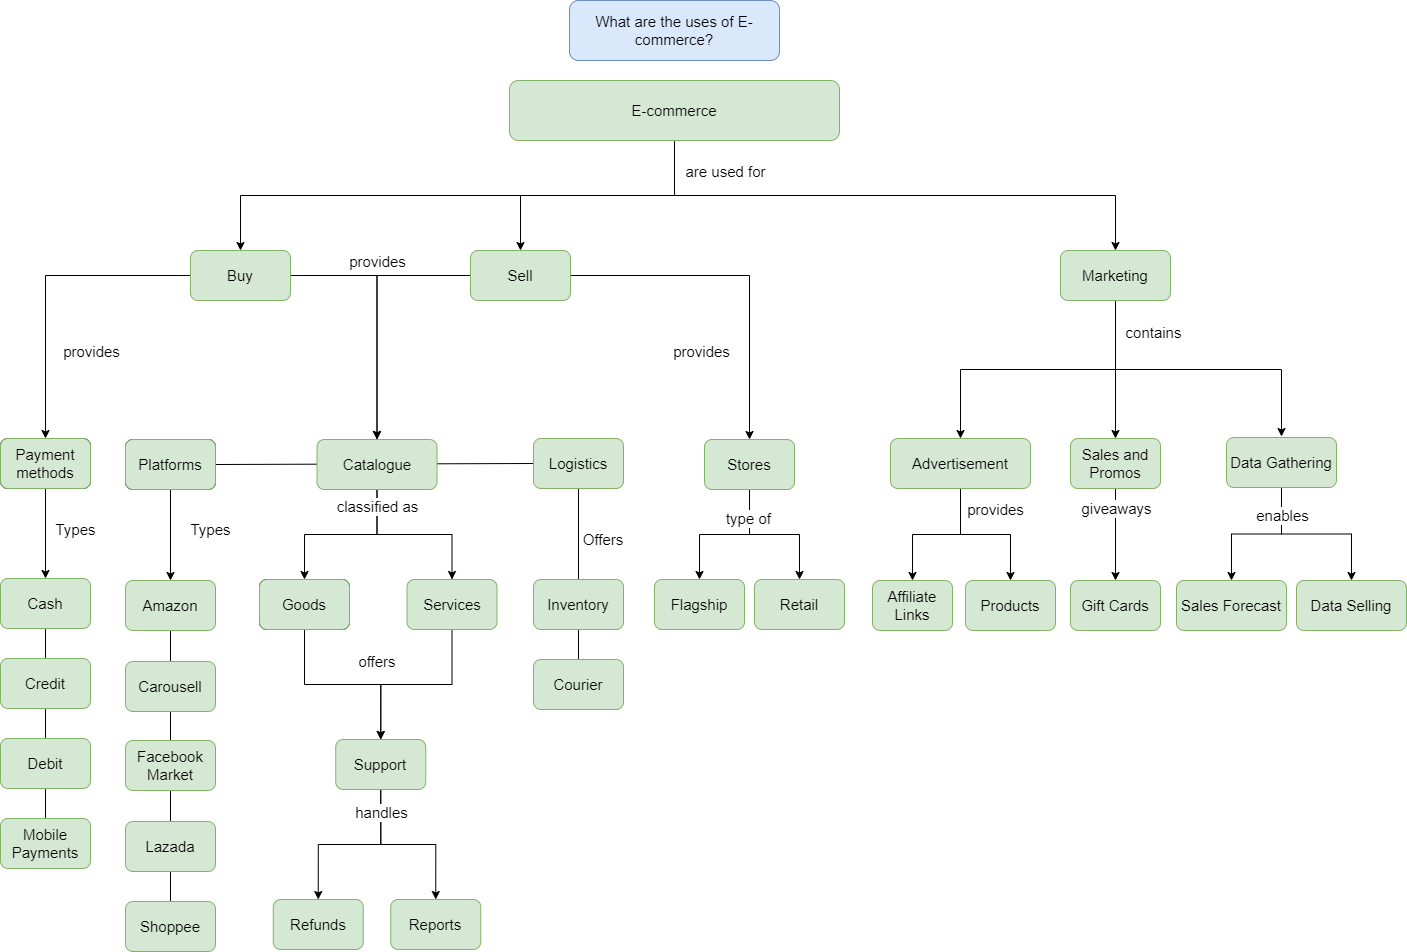 What are the uses of E-
commerce?
E-commerce
are used for
Buy
provides
Sell
Marketing
provides
provides
contains
Payment
methods
Platforms
Catalogue
Logistics
Stores
Advertisement
Sales and
Promos
Data Gathering
Types
Types
classified as
Offers
type of
provides
giveaways
enables
Cash
Amazon
Goods
Services
Inventory
Flagship
Retail
Affiliate
Links
Products
Gift Cards
Sales Forecast
Data Selling
offers
Credit
Carousell
Courier
Debit
Facebook
Market
Support
handles
Mobile
Payments
Lazada
Shoppee
Refunds
Reports